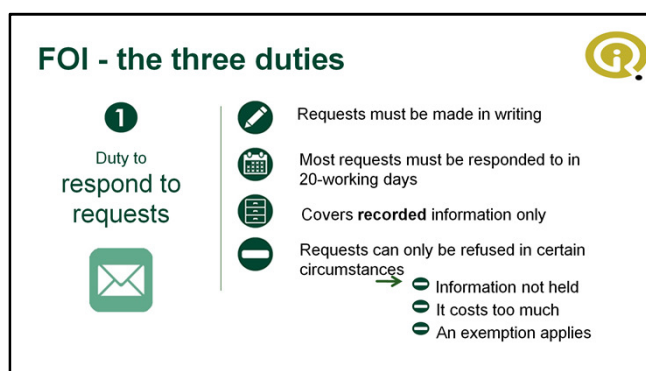 FOI - the three duties
1
Duty to
respond to
requests
Requests must be made in writing
Most requests must be responded to in
20-working days
Covers recorded information only
Requests can only be refused in certain
circumstances
Information not held
It costs too much
An exemption applies